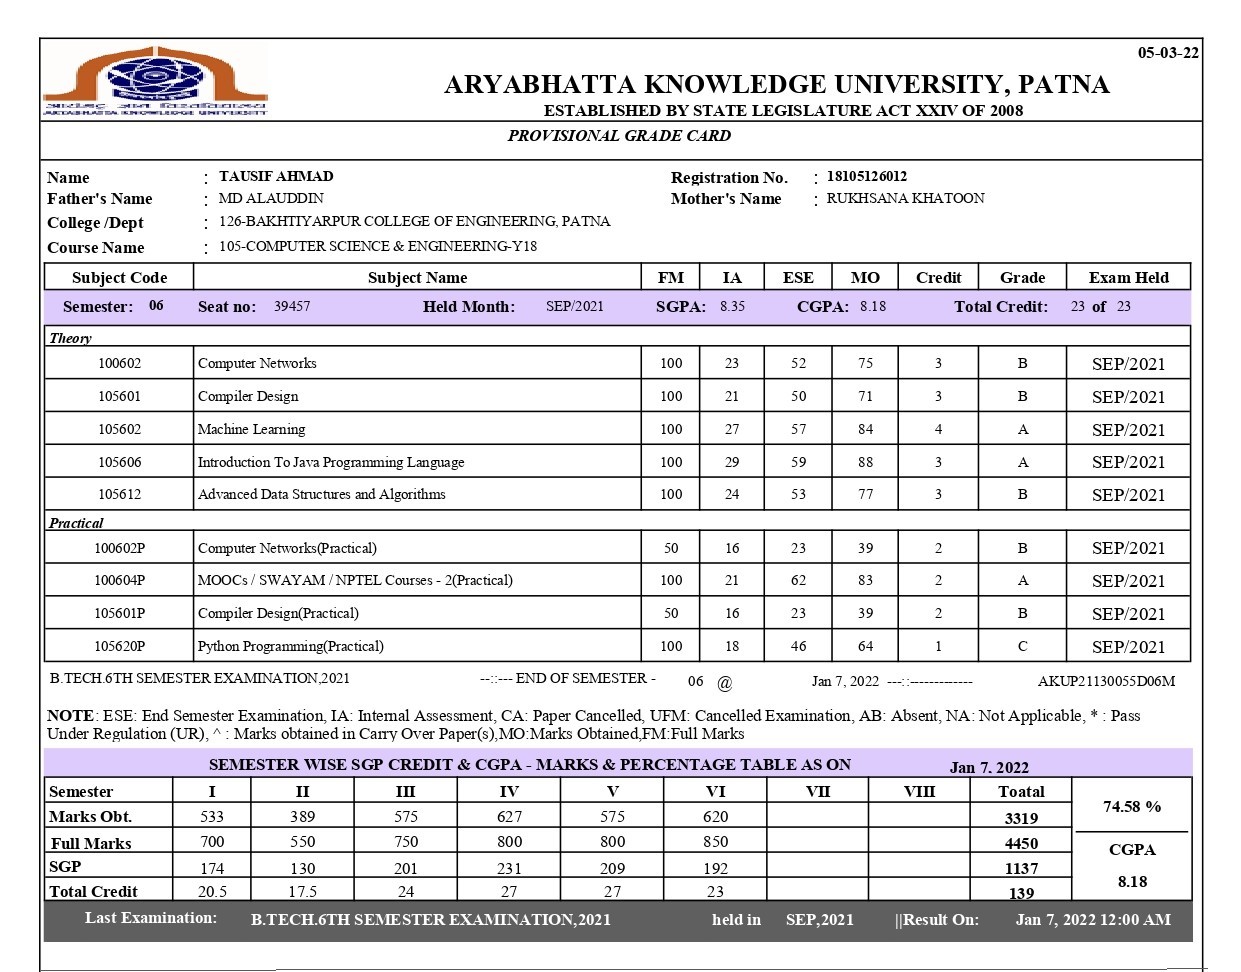 05-03-22
ARYABHATTA KNOWLEDGE UNIVERSITY, PATNA
ARYABHATTA KNOWLEDGE UNIVERSITY
ESTABLISHED BY STATE LEGISLATURE ACT XXIV OF 2008
PROVISIONAL GRADE CARD
Name : TAUSIF AHMAD Registration No. : 18105126012
Father's Name : MD ALAUDDIN Mother's Name : RUKHSANA KHATOON
College /Dept : 126-BAKHTIYARPUR COLLEGE OF ENGINEERING, PATNA
Course Name : 105-COMPUTER SCIENCE & ENGINEERING-Y18
Subject Code Subject Name FM IA ESE MO Credit Grade Exam Held
Semester: 06 Seat no: 39457 Held Month: SEP/2021 SGPA: 8.35 CGPA: 8.18 Total Credit: 23 of 23
Theory
100602 Computer Networks 100 23 52 75 3 B SEP/2021
105601 Compiler Design 100 21 50 71 3 B SEP/2021
105602 Machine Learning 100 27 57 84 4 A SEP/2021
105606 Introduction To Java Programming Language 100 29 59 88 3 A SEP/2021
105612 Advanced Data Structures and Algorithms 100 24 53 77 3 B SEP/2021
Practical
100602P Computer Networks(Practical) 50 16 23 39 2 B SEP/2021
100604P MOOCs / SWAYAM / NPTEL Courses - 2(Practical) 100 21 62 83 2 A SEP/2021
105601P Compiler Design(Practical) 50 16 23 39 2 B SEP/2021
105620P Python Programming(Practical) 100 18 46 64 1 C SEP/2021
B.TECH.6TH SEMESTER EXAMINATION,2021 --::--- END OF SEMESTER - 06 @ Jan 7, 2022 ---::------------- AKUP21130055D06M
NOTE: ESE: End Semester Examination, IA: Internal Assessment, CA: Paper Cancelled, UFM: Cancelled Examination, AB: Absent, NA: Not Applicable, * : Pass
Under Regulation (UR), ^ : Marks obtained in Carry Over Paper(s),MO:Marks Obtained,FM:Full Marks
SEMESTER WISE SGP CREDIT & CGPA - MARKS & PERCENTAGE TABLE AS ON Jan 7, 2022
Semester I II III IV V VI VII VIII Toatal
Marks Obt. 533 389 575 627 575 620 3319 74.58 %
Full Marks 700 550 750 800 800 850 4450 CGPA
SGP 174 130 201 231 209 192 1137 8.18
Total Credit 20.5 17.5 24 27 27 23 139
Last Examination: B.TECH.6TH SEMESTER EXAMINATION,2021 held in SEP,2021 ||Result On: Jan 7, 2022 12:00 AM